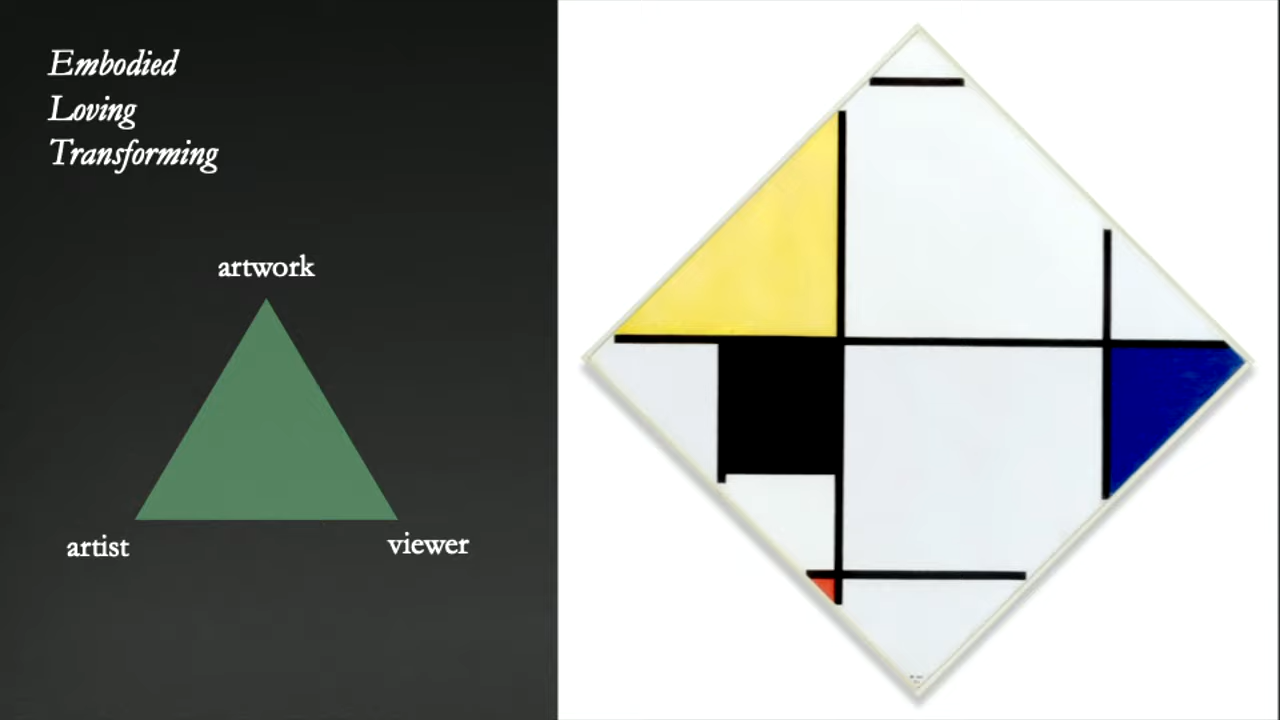 Embodied
Loving
Transforming
artwork
artist
viewer